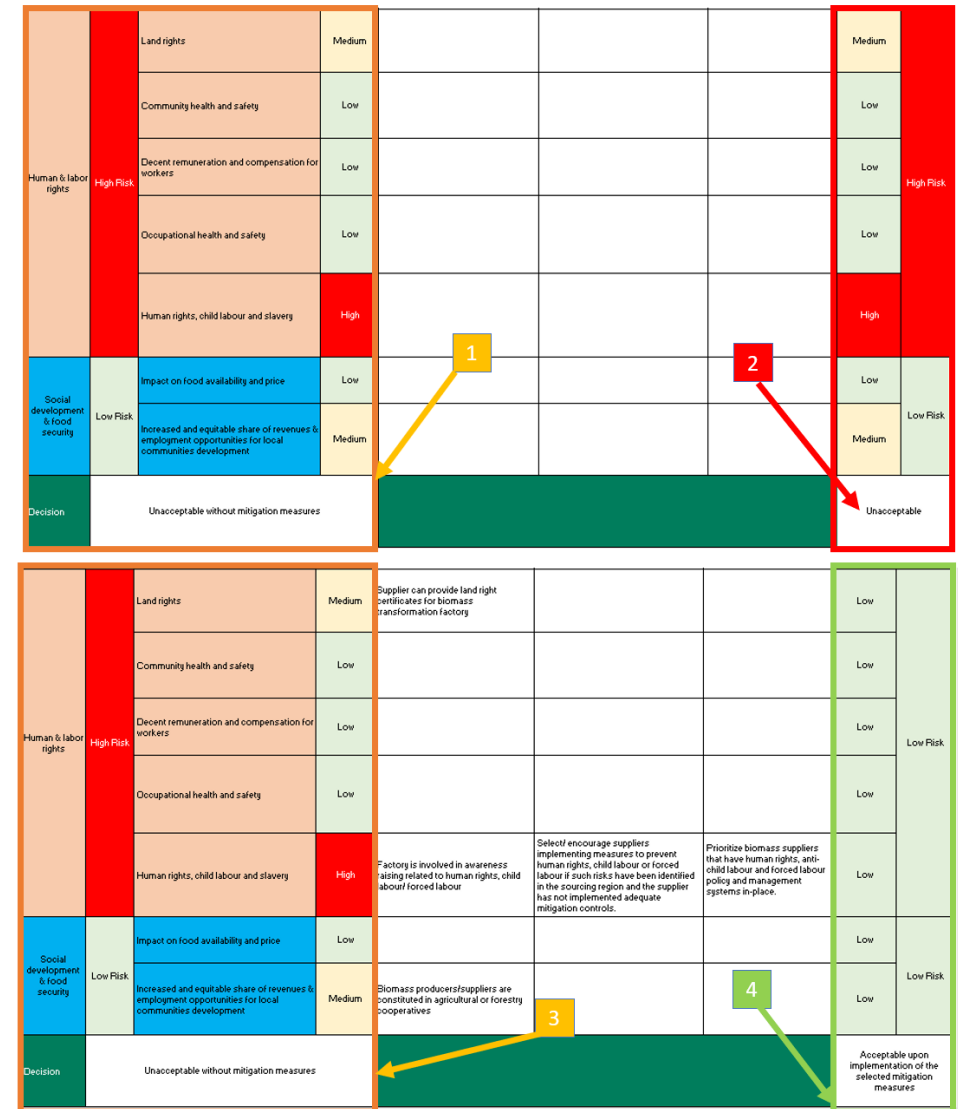 Land rights
Medium
Medium
Community health and safety
Low
Low
Decent remuneration and compensation for
workers
Low
Low
Human & labor
rights
High Risk
High Risk
Occupational health and safety
Low
Low
Human rights, child labour and slavery
High
High
1
2
Social
development
& food
security
Low Risk
Impact on food availability and price
Low
Low
Low Risk
Increased and equitable share of revenues &
employment opportunities for local
communities development
Medium
Medium
Decision
Unacceptable without mitigation measures
Unacceptable
Land rights
Medium
Supplier can provide land right
certificates for biomass
transformation factory
Low
Community health and safety
Low
Low
Decent remuneration and compensation for
workers
Low
Low
Human & labor
rights
High Risk
Low Risk
Occupational health and safety
Low
Low
Human rights, child labour and slavery
High
Factory is involved in awareness
raising related to human rights, child
labour/ forced labour
Select/ encourage suppliers
implementing measures to prevent
human rights, child labour or forced
labour if such risks have been identified
in the sourcing region and the supplier
has not implemented adequate
mitigation controls.
Prioritize biomass suppliers
that have human rights, anti-
child labour and forced labour
policy and management
systems in-place.
Low
Social
development
& food
security
Low Risk
Impact on food availability and price
Low
Low
Low Risk
Increased and equitable share of revenues &
employment opportunities for local
communities development
Medium
Biomass producers/suppliers are
constituted in agricultural or forestry
cooperatives
Low
3
4
Decision
Unacceptable without mitigation measures
Acceptable upon
implementation of the
selected mitigation
measures